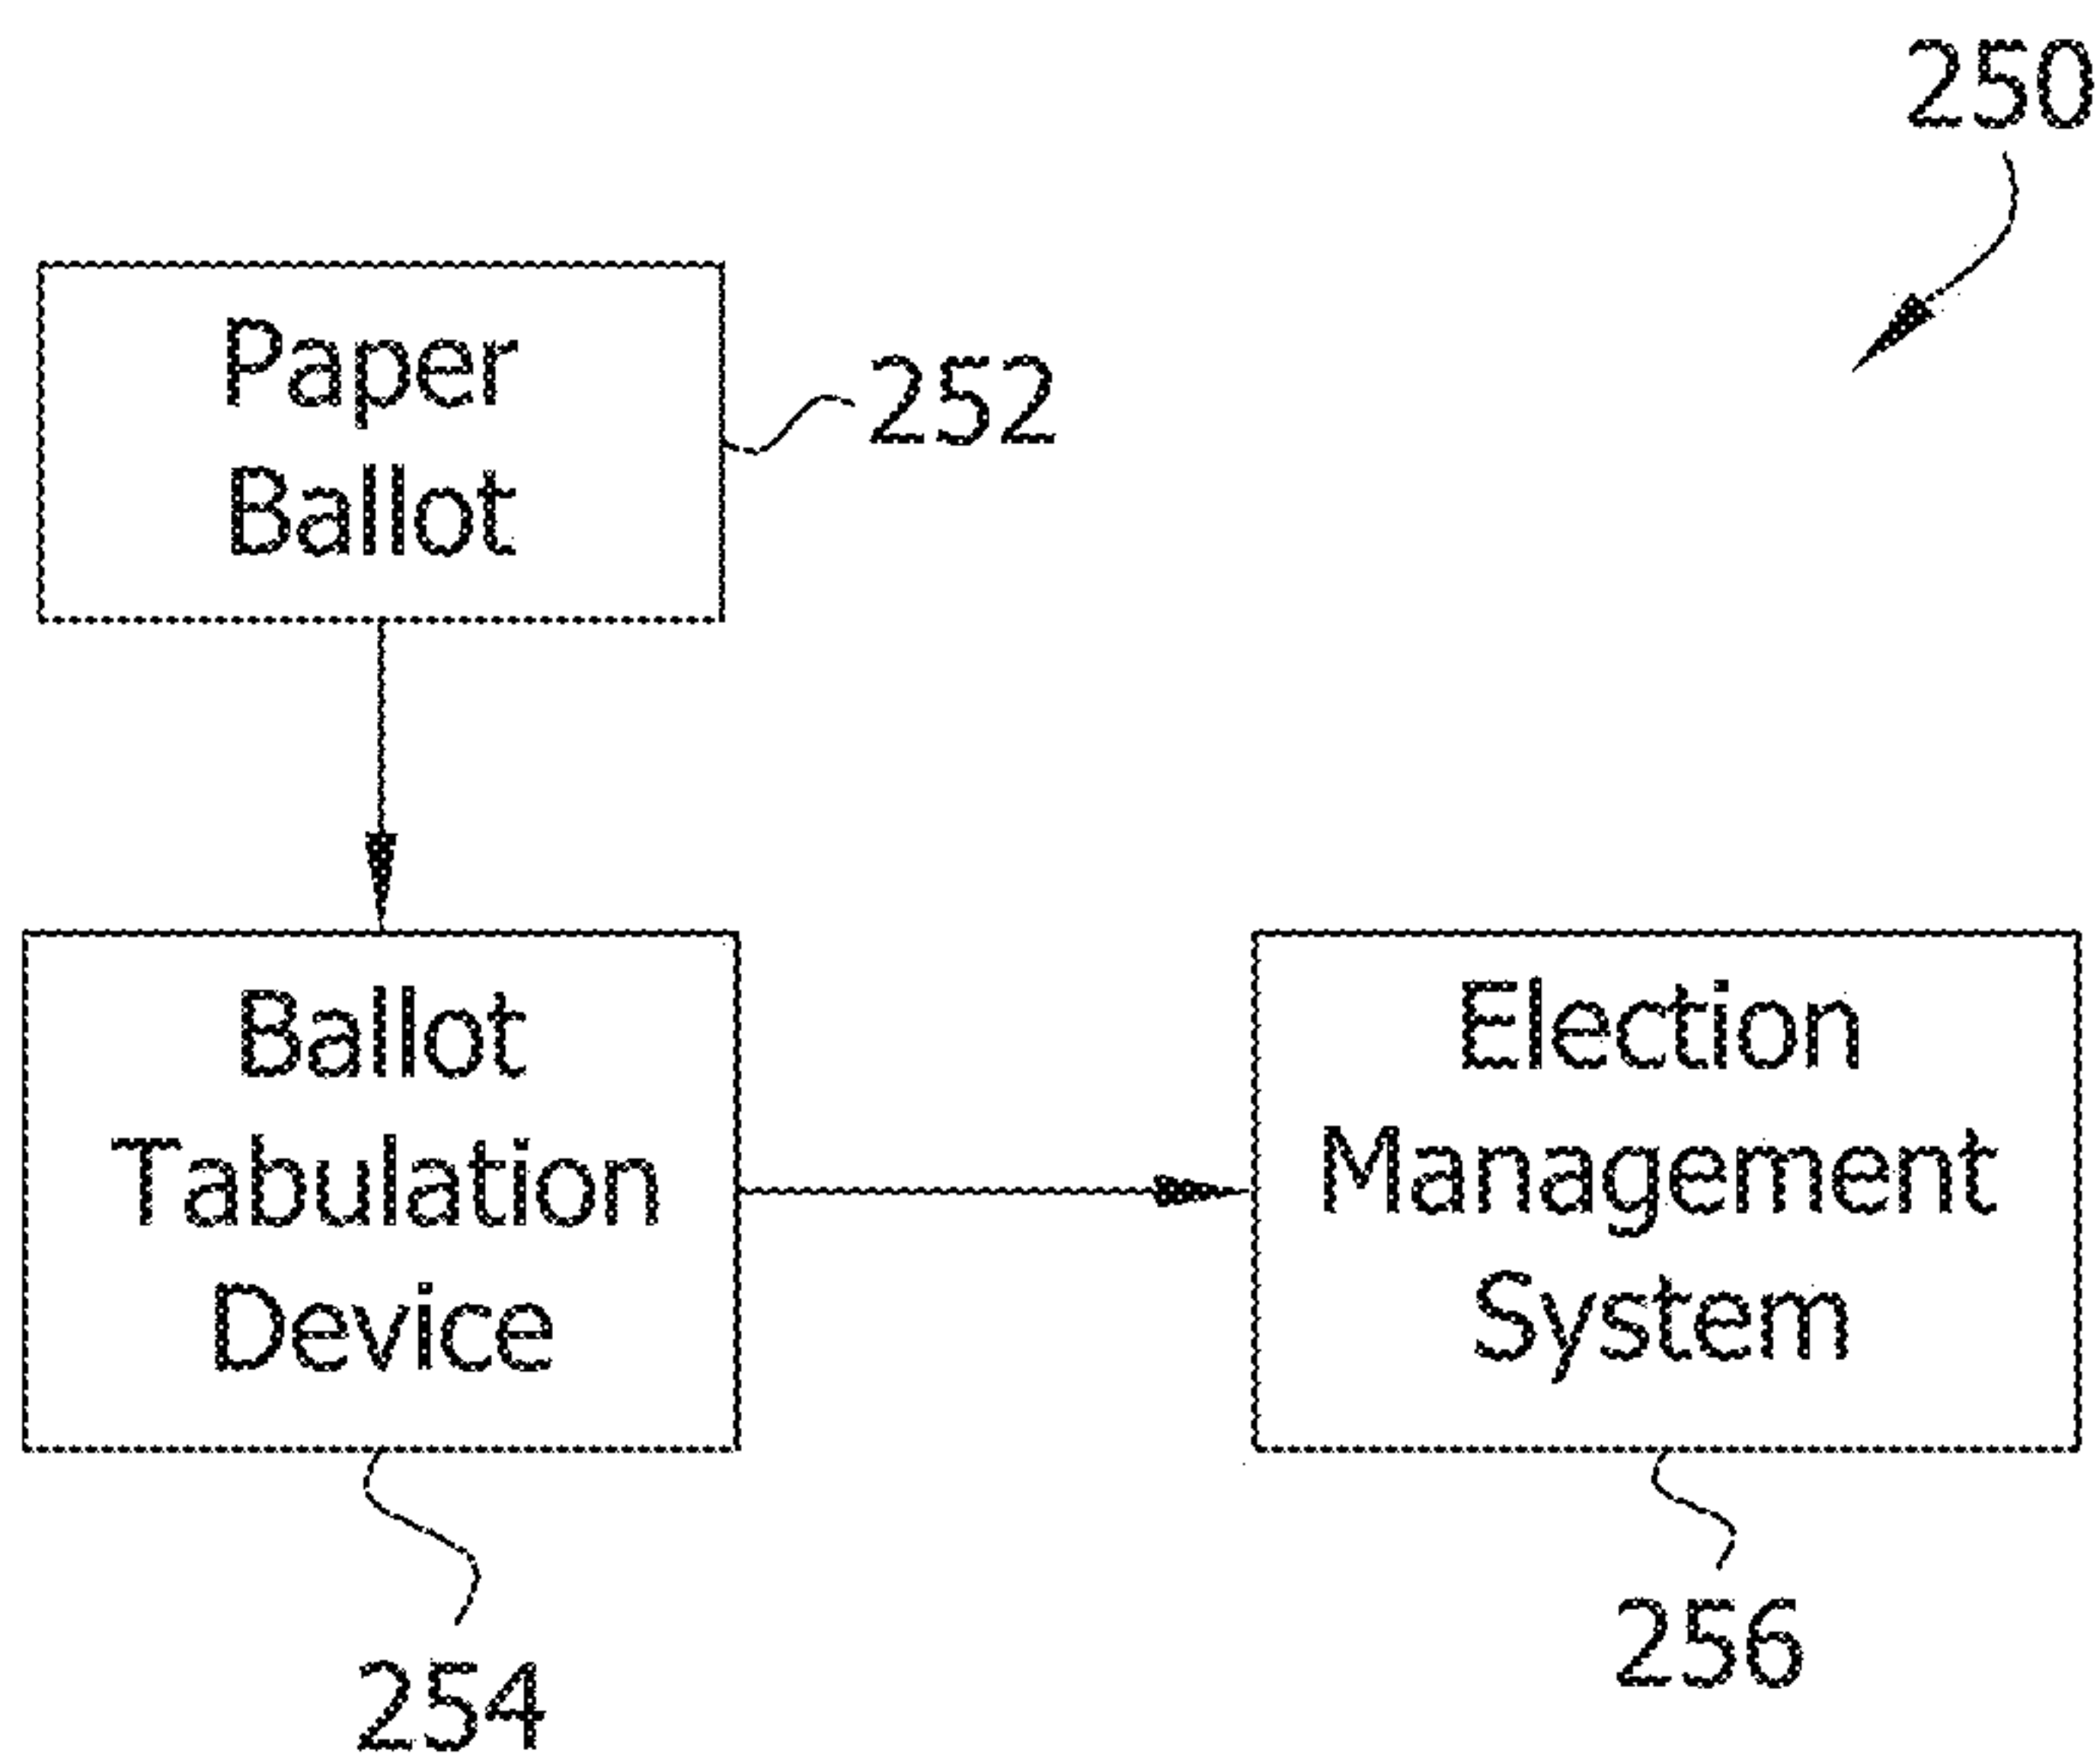 250
Paper
Ballot
252
Ballot
Tabulation
Device
Election
Management
System
254
256